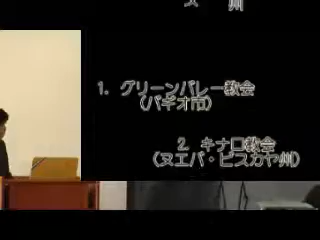 州
1. グリーンバレー教会
(バギオ市)
2. キナロ教会
(ヌエバ・ビスカヤ州)